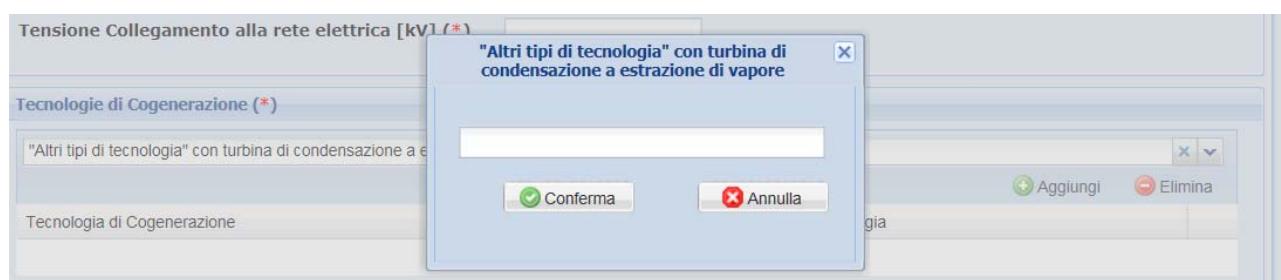 Tensione Collegamento alla rete elettrica [kV] (*)
"Altri tipi di tecnologia" con turbina di
condensazione a estrazione di vapore
Tecnologie di Cogenerazione (*)
"Altri tipi di tecnologia" con turbina di condensazione a e
Conferma
Annulla
Aggiungi
Elimina
Tecnologia di Cogenerazione
gia